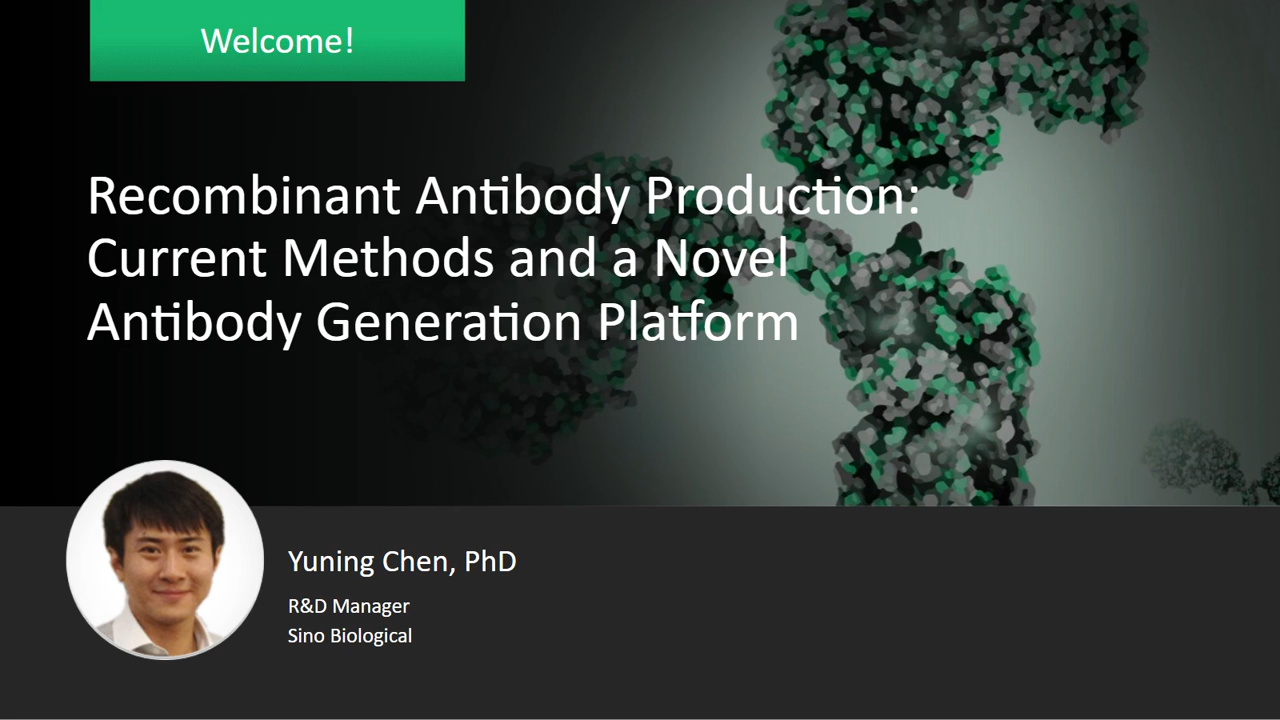 Welcome!
Recombinant Antibody Production:
Current Methods and a Novel
Antibody Generation Platform
Yuning Chen, PhD
R&D Manager
Sino Biological